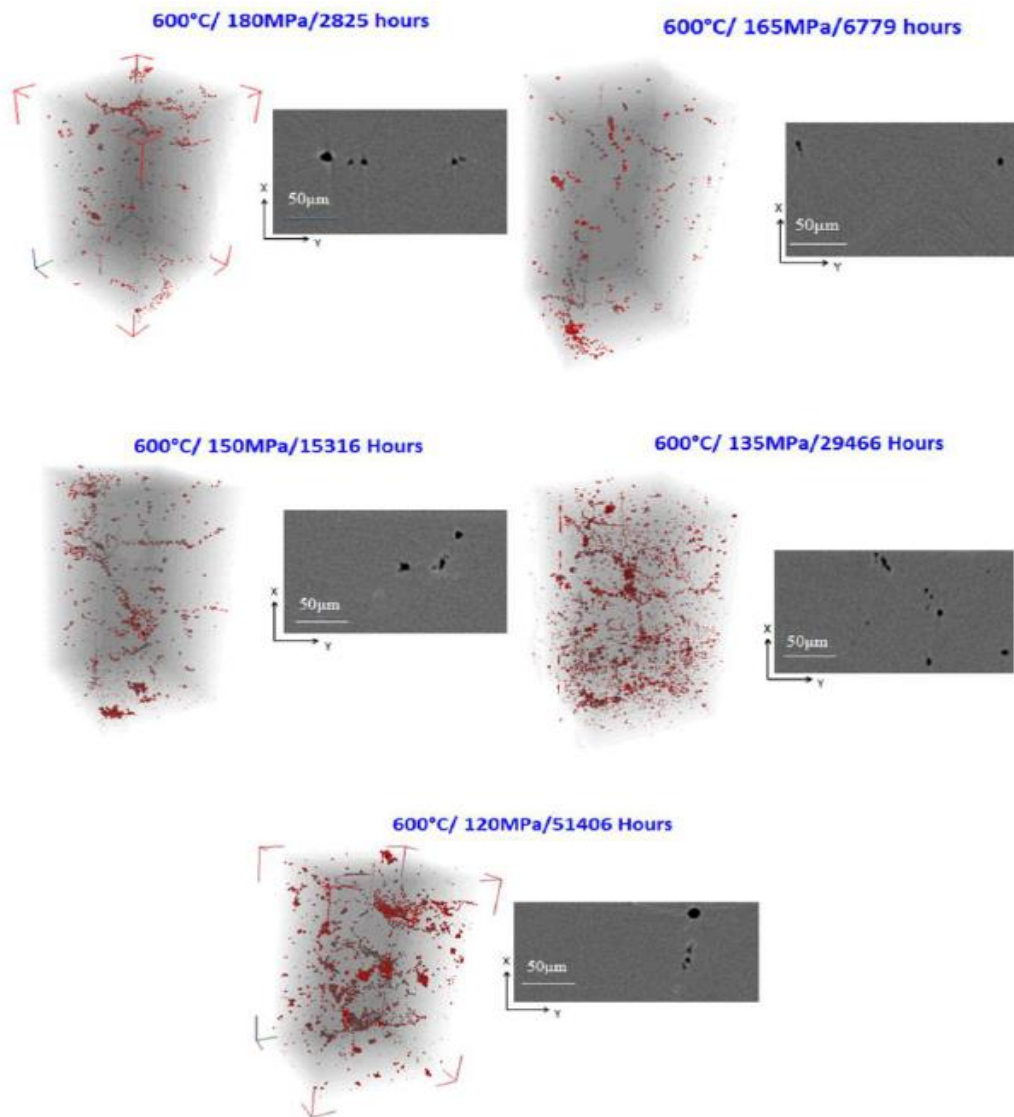 600°C/ 180MPa/2825 hours
600°C/ 165MPa/6779 hours
X
50μm
Y
X
50μm
Y
600°C/ 150MPa/15316 Hours
600°C/ 135MPa/29466 Hours
X
50μm
Y
X
50μm
Y
600°C/ 120MPa/51406 Hours
X
50μm
Y